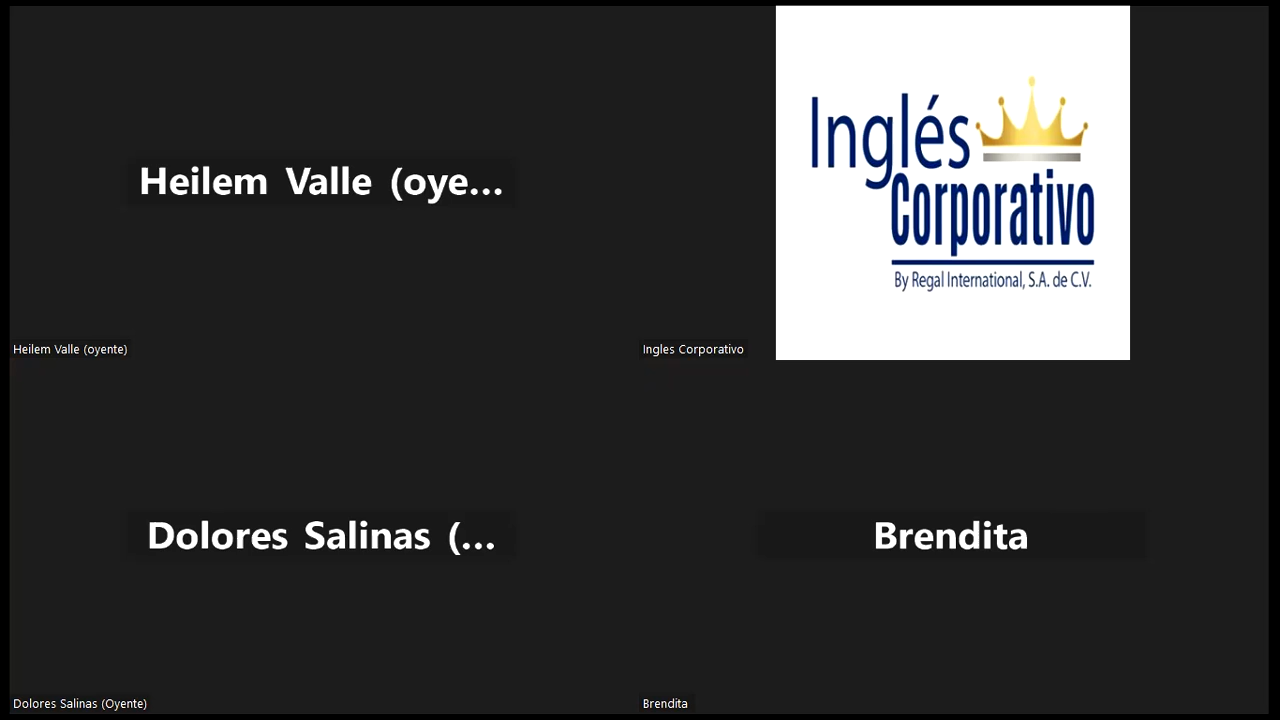 Heilem Valle (oye...
Heilem Valle (oyente)
Inglés
Corporativo
By Regal International, S.A. de C.V.
Ingles Corporativo
Dolores Salinas (...
Dolores Salinas (Oyente)
Brendita
Brendita